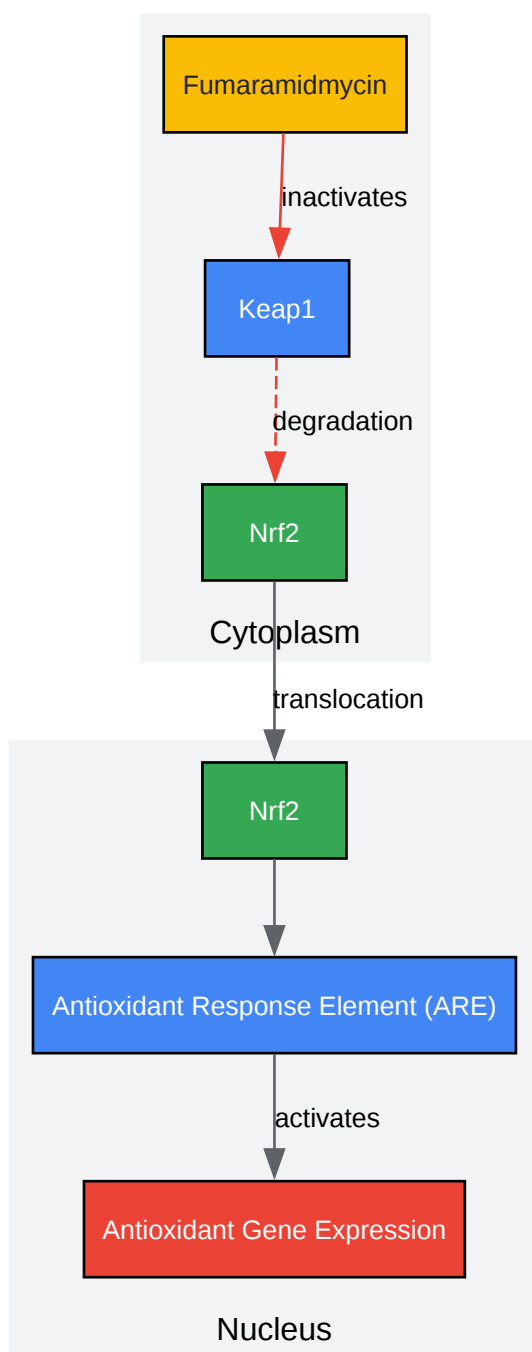 Fumaramidmycin
inactivates
Keap1
degradation
Nrf2
Cytoplasm
translocation
Nrf2
Antioxidant Response Element (ARE)
activates
Antioxidant Gene Expression
Nucleus